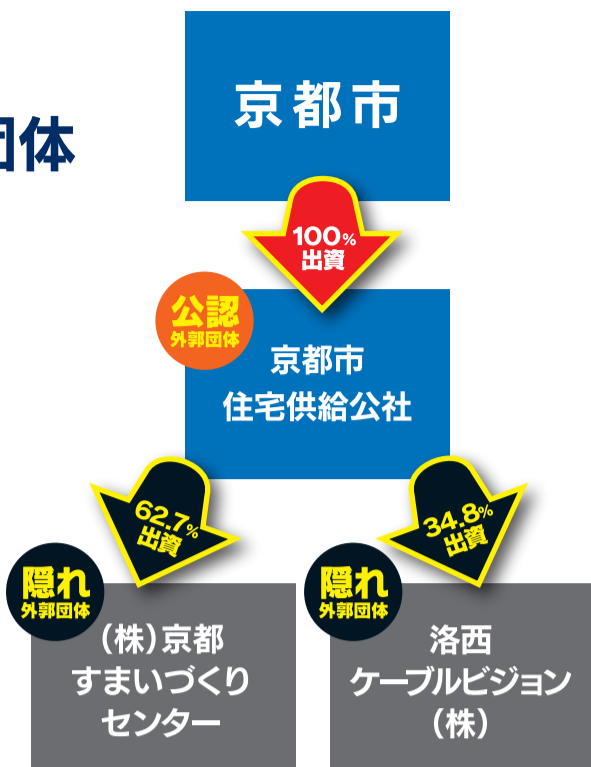 京都市
団体
100%
出資
公認
外郭団体
京都市
住宅供給公社
62.7%
出資
34.8%
出資
隠れ
外郭団体
(株)京都
すまいづくり
センター
隠れ
外郭団体
洛西
ケーブルビジョン
(株)